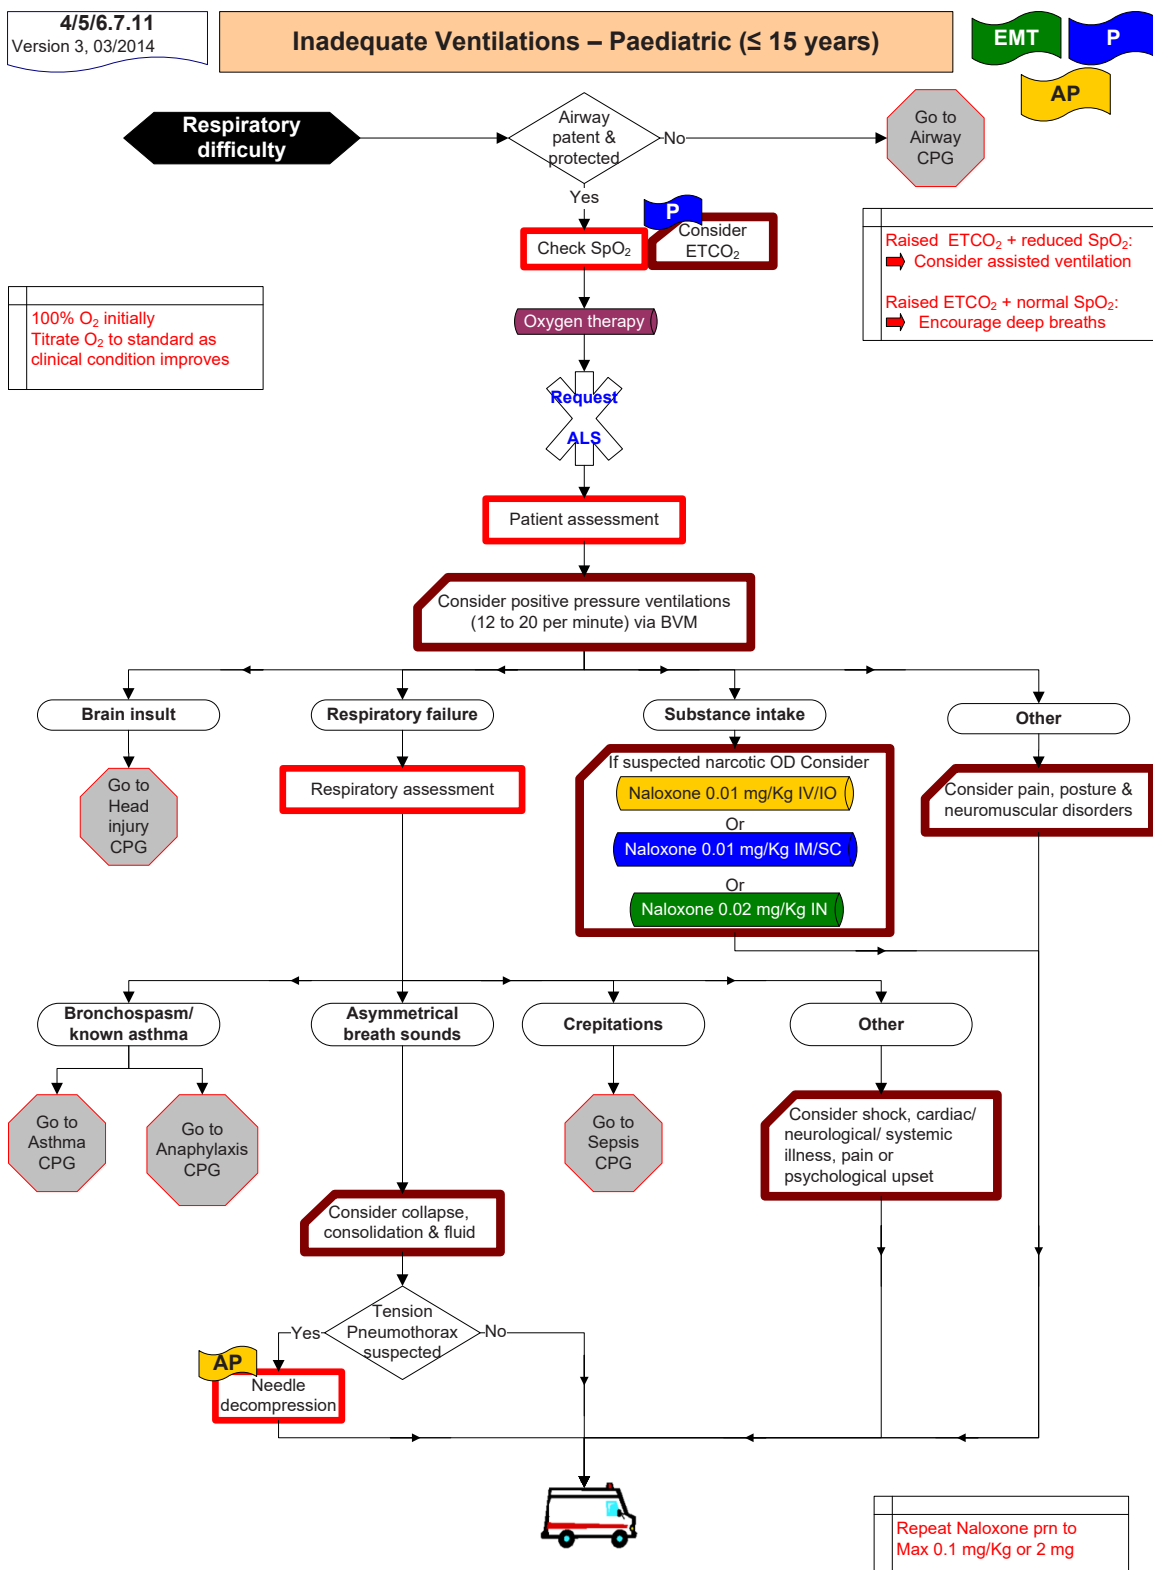 4/5/6.7.11
Version 3, 03/2014
Inadequate Ventilations – Paediatric (≤ 15 years)
EMT
P
AP
Respiratory
difficulty
Airway
patent &
protected
No
Go to
Airway
CPG
Yes
P
Check SpO₂
Consider
ETCO₂
Raised ETCO₂ + reduced SpO₂:
Consider assisted ventilation
Raised ETCO₂ + normal SpO₂:
Encourage deep breaths
100% O₂ initially
Titrate O₂ to standard as
clinical condition improves
Oxygen therapy
Request
ALS
Patient assessment
Consider positive pressure ventilations
(12 to 20 per minute) via BVM
Brain insult
Respiratory failure
Substance intake
Other
Go to
Head
injury
CPG
Respiratory assessment
If suspected narcotic OD Consider
Naloxone 0.01 mg/Kg IV/IO
Or
Naloxone 0.01 mg/Kg IM/SC
Or
Naloxone 0.02 mg/Kg IN
Consider pain, posture &
neuromuscular disorders
Bronchospasm/
known asthma
Asymmetrical
breath sounds
Crepitations
Other
Go to
Asthma
CPG
Go to
Anaphylaxis
CPG
Go to
Sepsis
CPG
Consider shock, cardiac/
neurological/ systemic
illness, pain or
psychological upset
Consider collapse,
consolidation & fluid
Tension
Pneumothorax
suspected
Yes
No
AP
Needle
decompression
Repeat Naloxone prn to
Max 0.1 mg/Kg or 2 mg